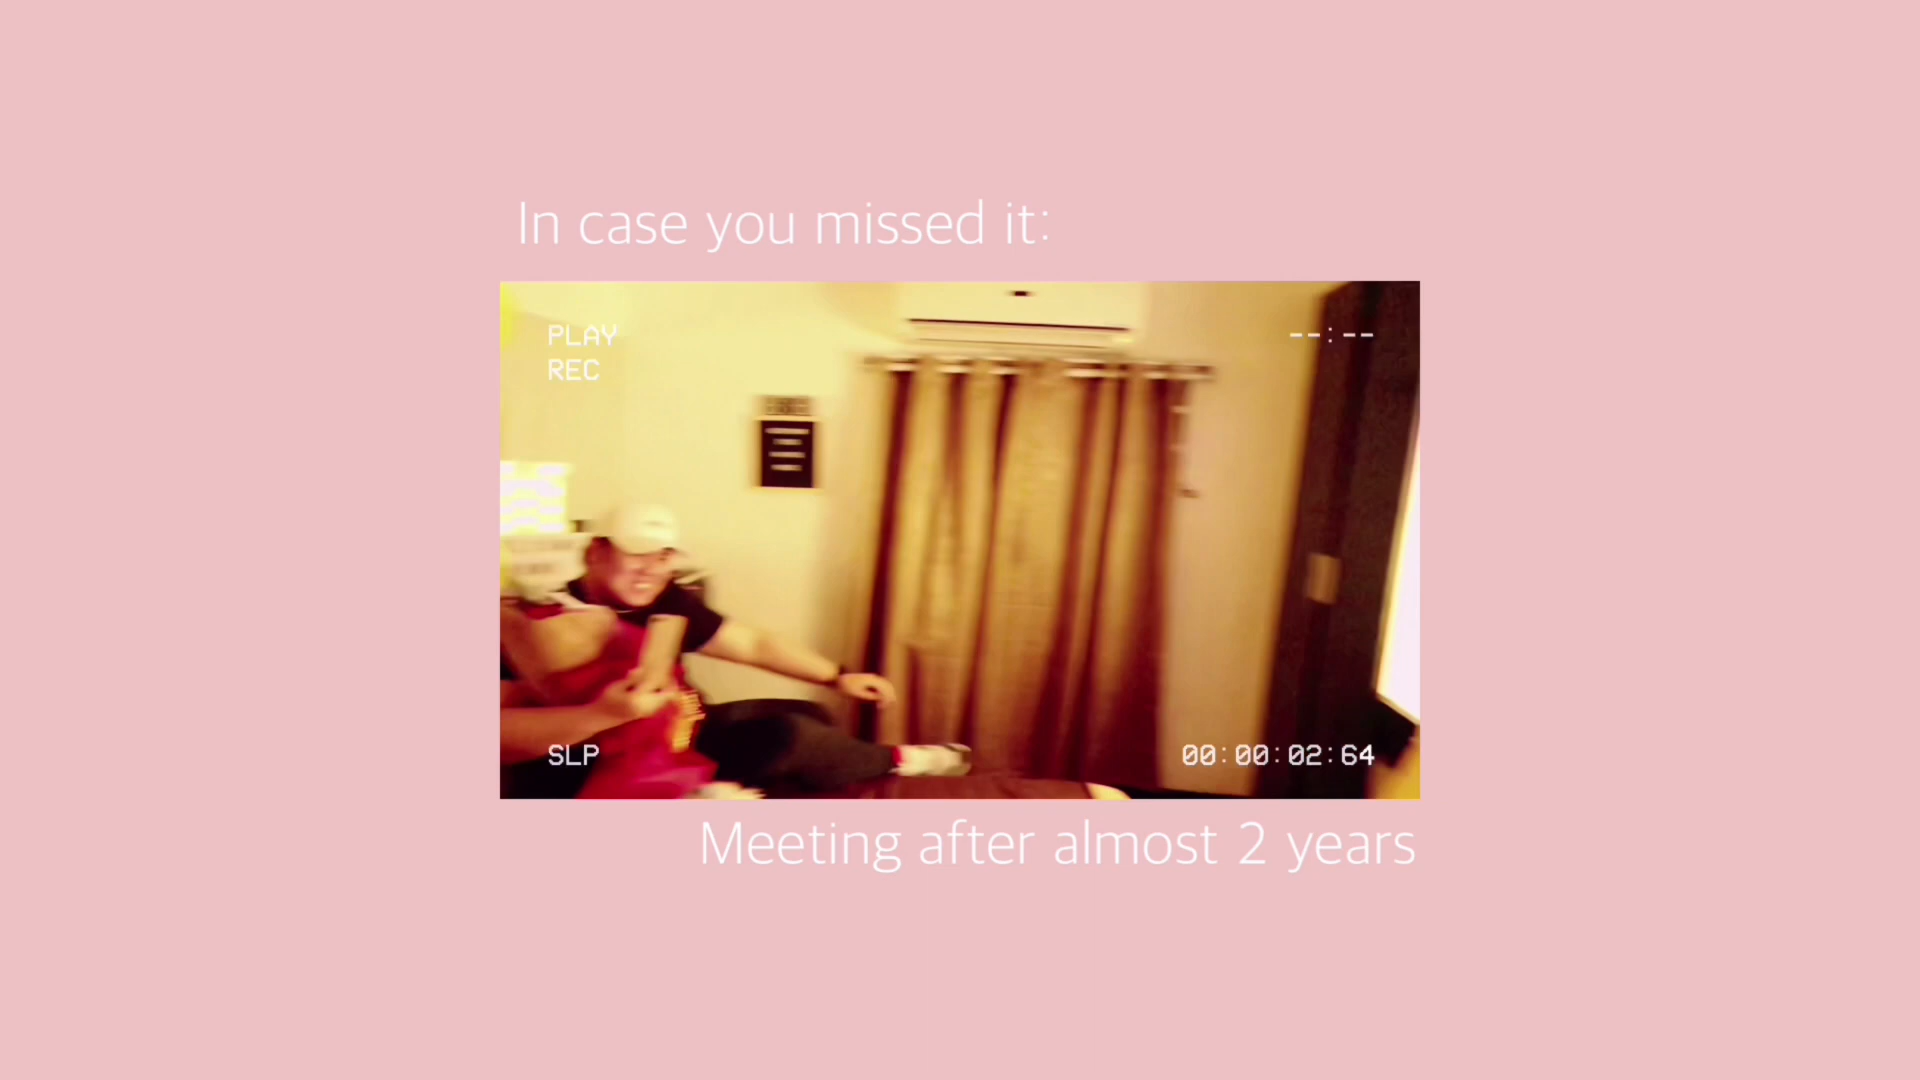 In case you missed it:
PLAY
--:--
REC
SLP
00:00:02:64
Meeting after almost 2 years